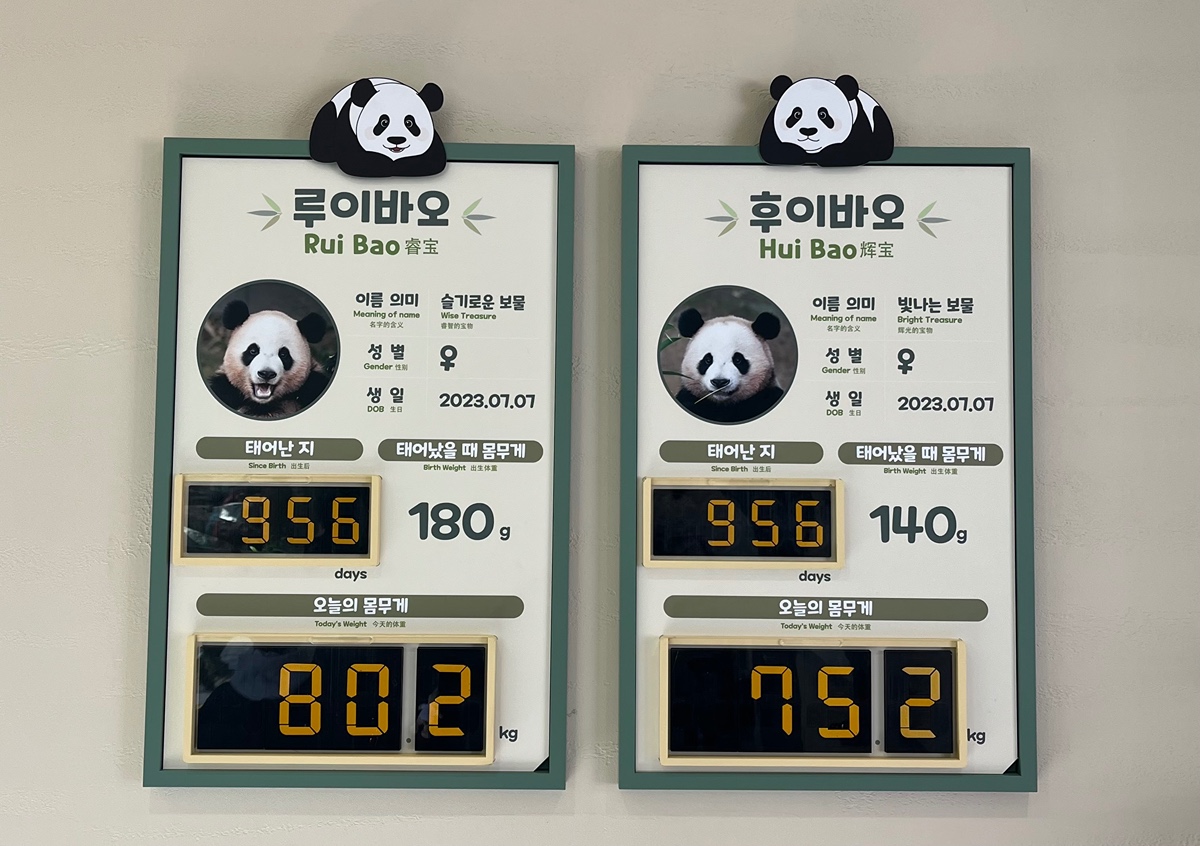 루이바오
Rui Bao 睿宝
이름 의미 슬기로운 보물
Meaning of name Wise Treasure
名字的含义 睿智的宝物
성 별 ♀
Gender 性别
생 일 2023.07.07
DOB 生日
태어난 지 태어났을 때 몸무게
Since Birth 出生后 Birth Weight 出生体重
956 180 g
days
오늘의 몸무게
Today's Weight 今天的体重
80.2 kg
후이바오
Hui Bao 辉宝
이름 의미 빛나는 보물
Meaning of name Bright Treasure
名字的含义 辉光的宝物
성 별 ♀
Gender 性别
생 일 2023.07.07
DOB 生日
태어난 지 태어났을 때 몸무게
Since Birth 出生后 Birth Weight 出生体重
956 140 g
days
오늘의 몸무게
Today's Weight 今天的体重
75.2 kg